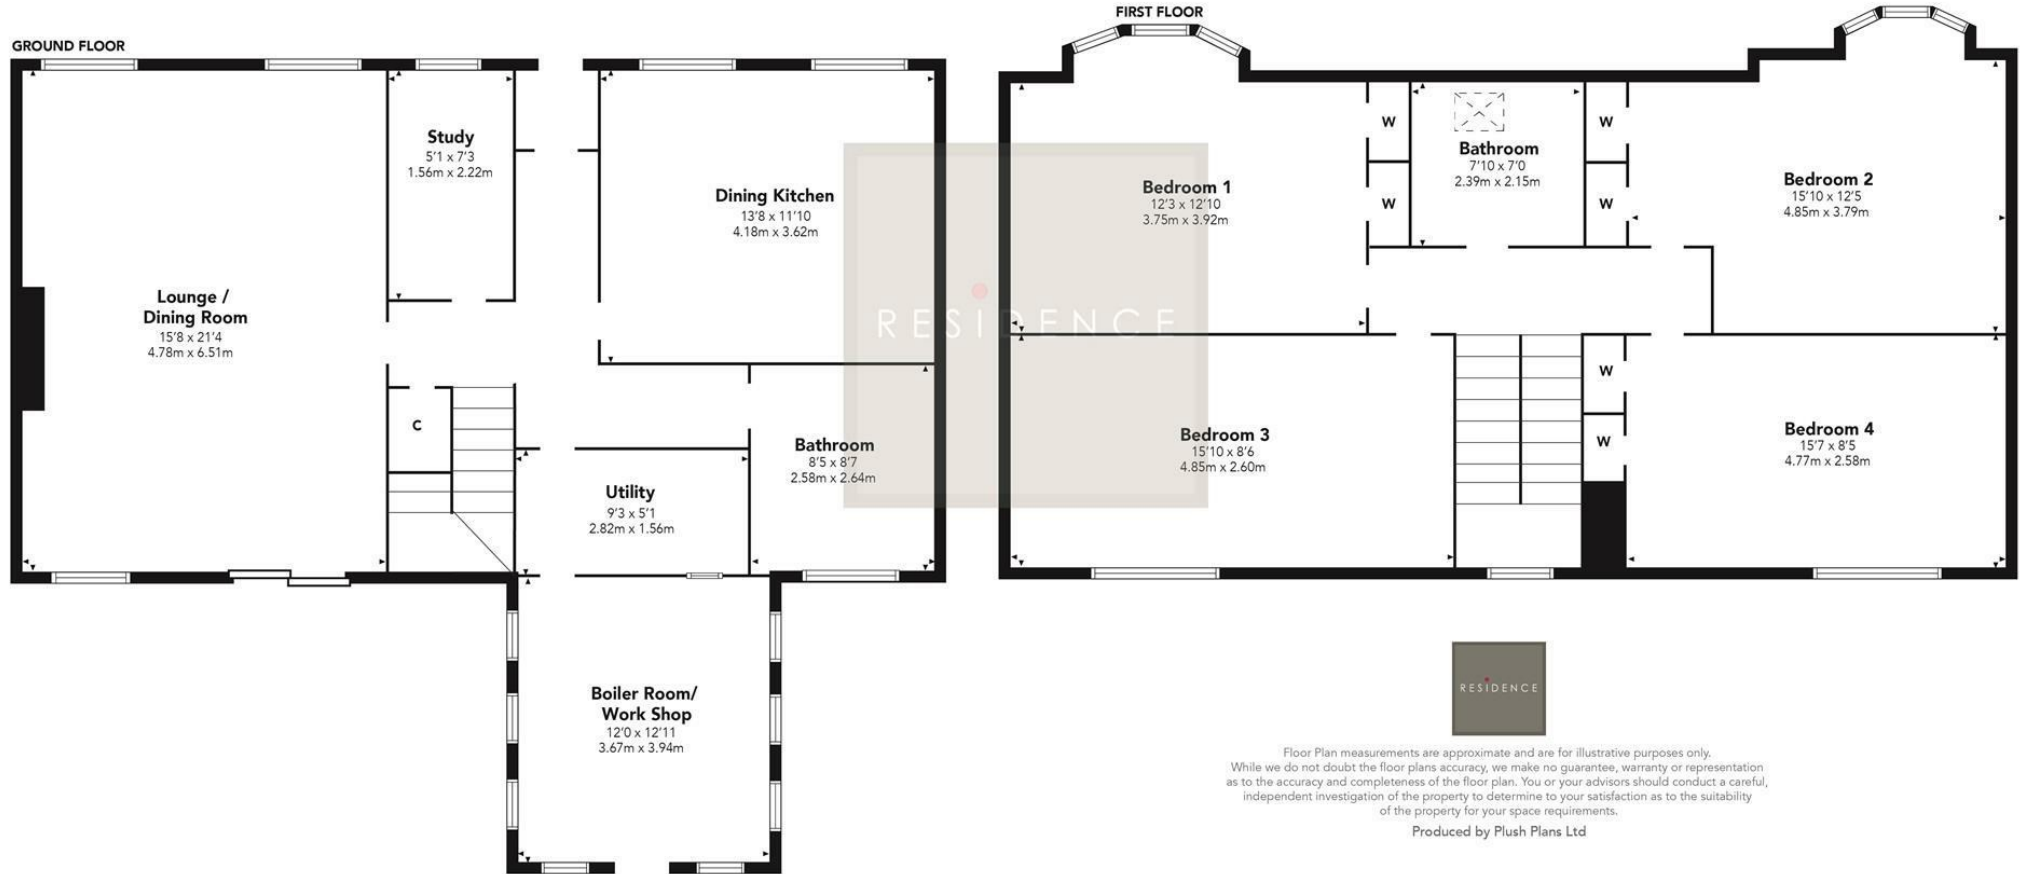 GROUND FLOOR
Lounge /
Dining Room
15'8 x 21'4
4.78m x 6.51m
Study
5'1 x 7'3
1.56m x 2.22m
Dining Kitchen
13'8 x 11'10
4.18m x 3.62m
C
Utility
9'3 x 5'1
2.82m x 1.56m
Bathroom
8'5 x 8'7
2.58m x 2.64m
Boiler Room/
Work Shop
12'0 x 12'11
3.67m x 3.94m
RESIDENCE
FIRST FLOOR
Bedroom 1
12'3 x 12'10
3.75m x 3.92m
W
W
Bathroom
7'10 x 7'0
2.39m x 2.15m
W
W
Bedroom 2
15'10 x 12'5
4.85m x 3.79m
Bedroom 3
15'10 x 8'6
4.85m x 2.60m
W
W
Bedroom 4
15'7 x 8'5
4.77m x 2.58m
RESIDENCE
Floor Plan measurements are approximate and are for illustrative purposes only.
While we do not doubt the floor plans accuracy, we make no guarantee, warranty or representation
as to the accuracy and completeness of the floor plan. You or your advisors should conduct a careful,
independent investigation of the property to determine to your satisfaction as to the suitability
of the property for your space requirements.
Produced by Plush Plans Ltd